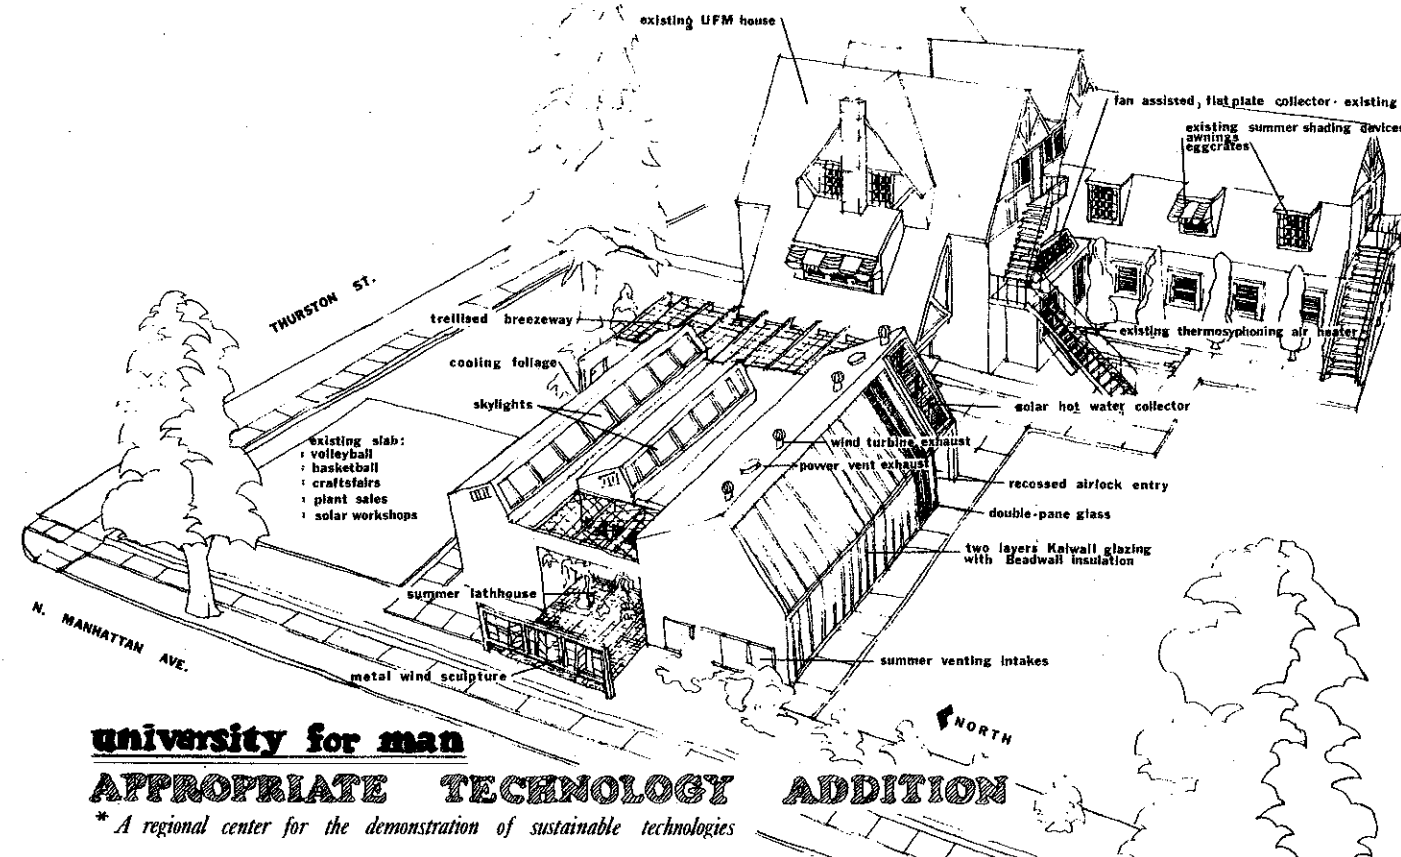 existing UFM house
fan assisted, flat plate collector - existing
existing summer shading devices
awnings
eggcrates
THURSTON ST.
trellised breezeway
existing thermosyphoning air heater
cooling foliage
skylights
solar hot water collector
existing slab:
volleyball
basketball
craftsfairs
plant sales
solar workshops
wind turbine exhaust
power vent exhaust
recossed airlock entry
double-pane glass
two layers Kalwall glazing
with Beadwall insulation
summer lathhouse
N. MANHATTAN AVE.
summer venting intakes
metal wind sculpture
NORTH
university for man
APPROPRIATE TECHNOLOGY ADDITION
* A regional center for the demonstration of sustainable technologies